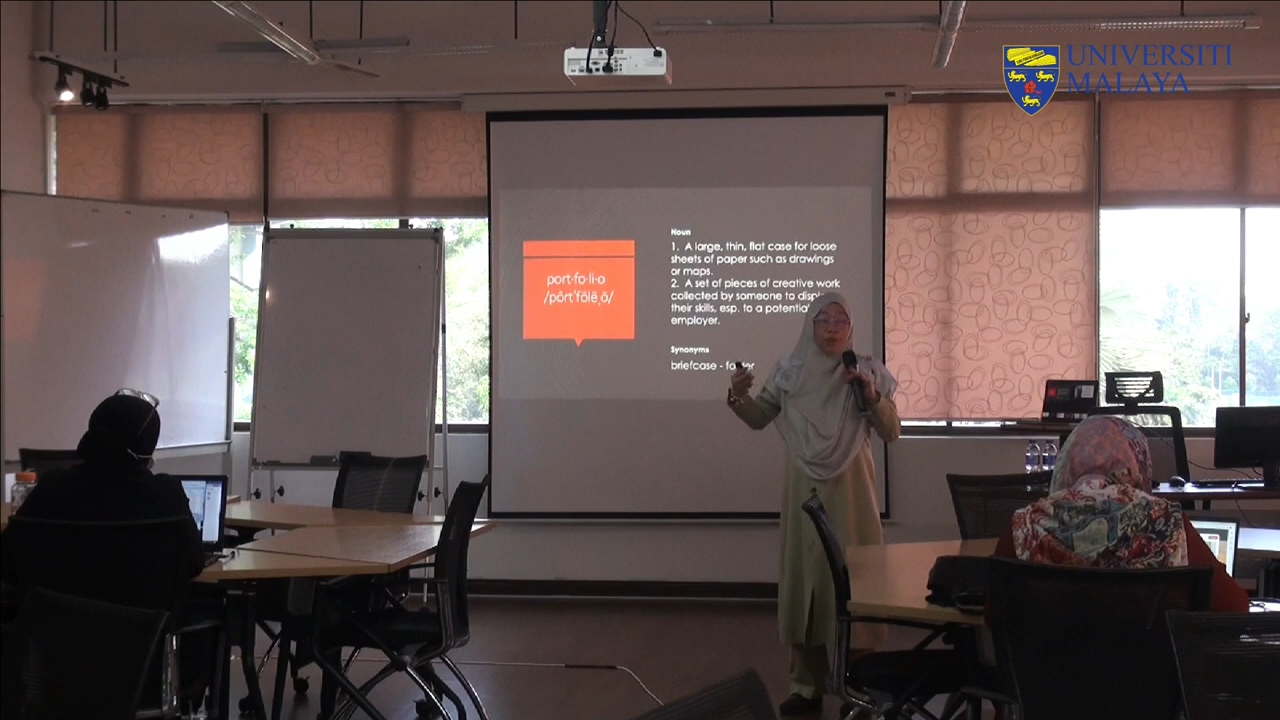 UNIVERSITI
MALAYA
port·fo·li·o
/pôrtˈfōlēˌō/
Noun
1. A large, thin, flat case for loose
sheets of paper such as drawings
or maps.
2. A set of pieces of creative work
collected by someone to
their skills, esp. to a potential
employer.
Synonyms
briefcase -